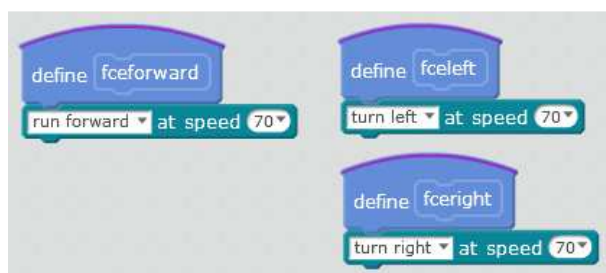 define fceforward
run forward at speed 70
define fceleft
turn left at speed 70
define fceright
turn right at speed 70